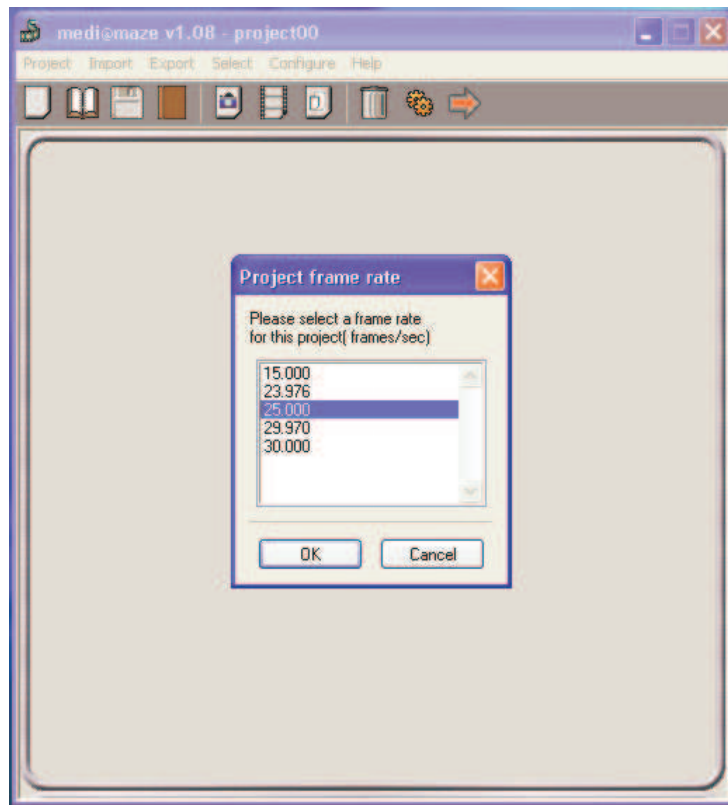 medi@maze v1.08 - project00
Project Import Export Select Configure Help
Project frame rate
Please select a frame rate
for this project( frames/sec)
15.000
23.976
25.000
29.970
30.000
OK Cancel